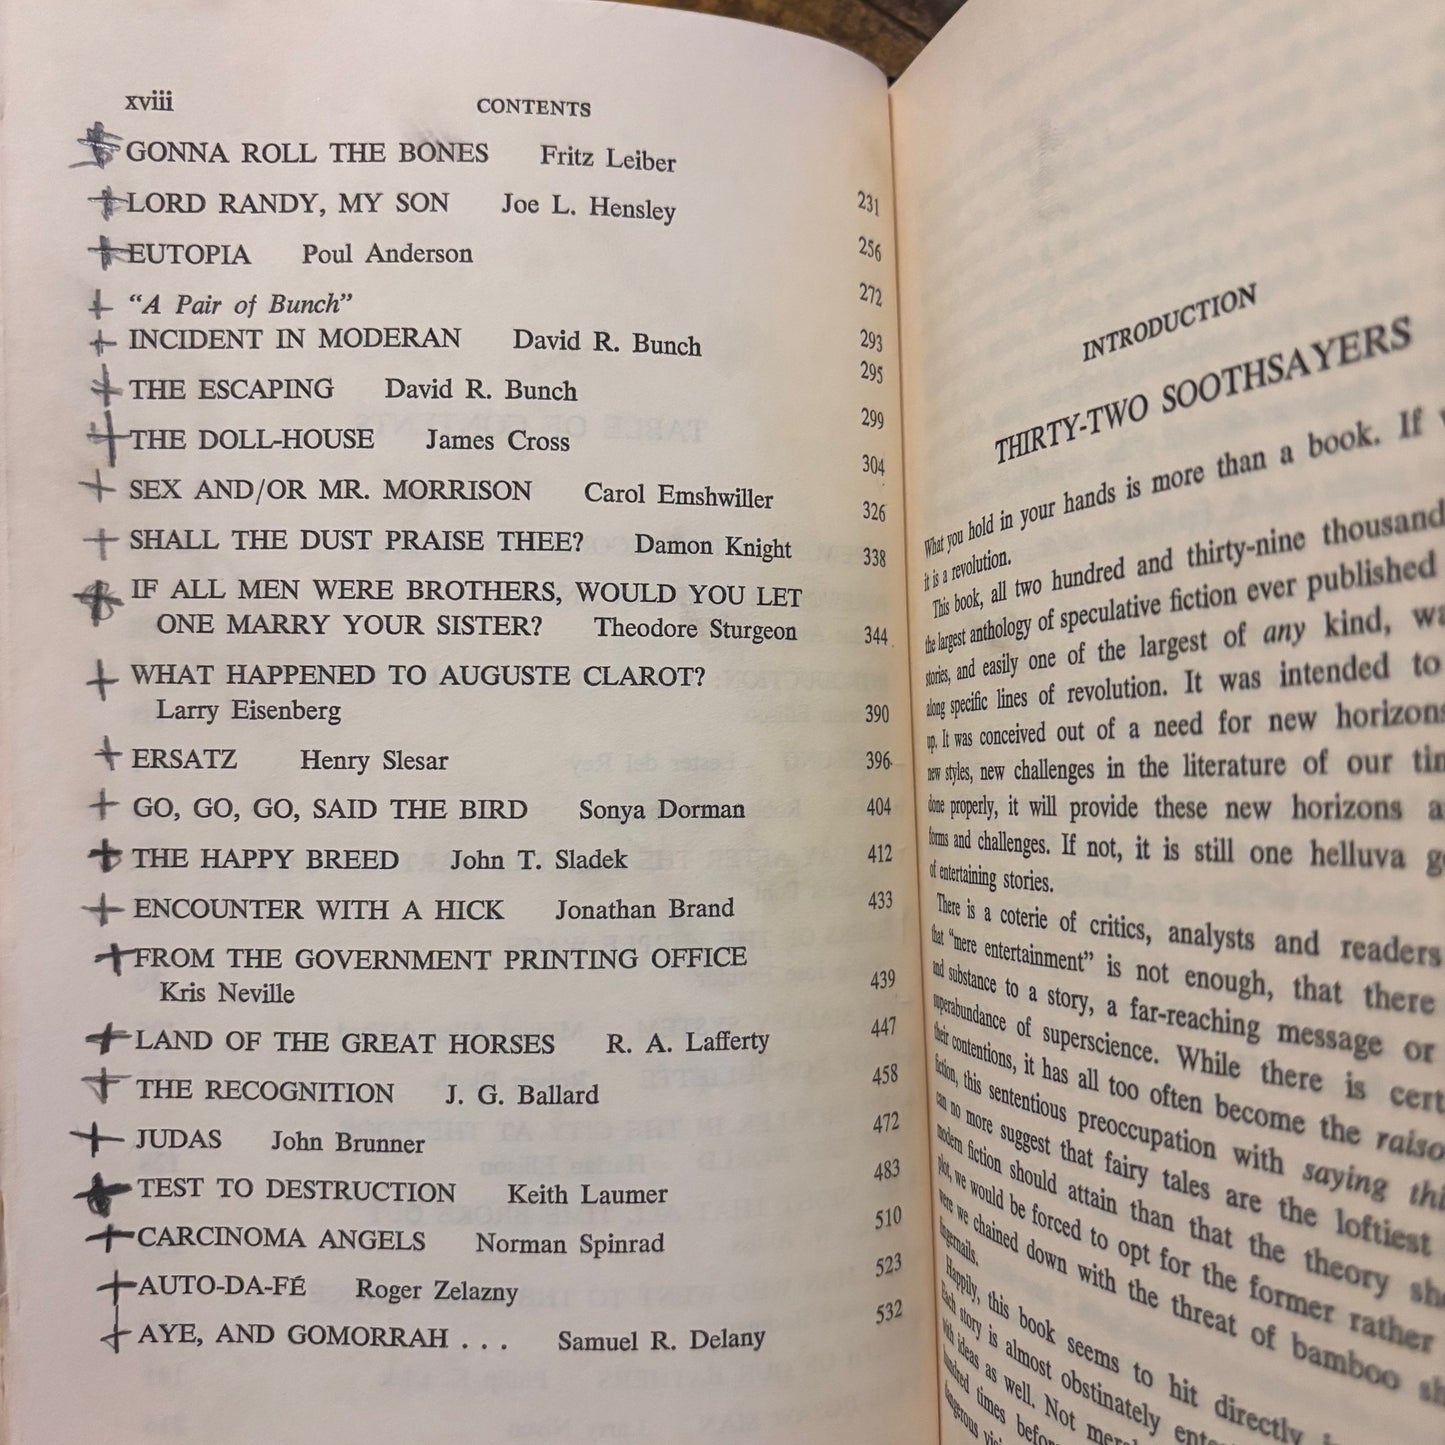 xviii CONTENTS
GONNA ROLL THE BONES Fritz Leiber 231
LORD RANDY, MY SON Joe L. Hensley 256
EUTOPIA Poul Anderson 272
"A Pair of Bunch" 293
INCIDENT IN MODERAN David R. Bunch 295
THE ESCAPING David R. Bunch 299
THE DOLL-HOUSE James Cross 304
SEX AND/OR MR. MORRISON Carol Emshwiller 326
SHALL THE DUST PRAISE THEE? Damon Knight 338
IF ALL MEN WERE BROTHERS, WOULD YOU LET
ONE MARRY YOUR SISTER? Theodore Sturgeon 344
WHAT HAPPENED TO AUGUSTE CLAROT?
Larry Eisenberg 390
ERSATZ Henry Slesar 396
GO, GO, GO, SAID THE BIRD Sonya Dorman 404
THE HAPPY BREED John T. Sladek 412
ENCOUNTER WITH A HICK Jonathan Brand 433
FROM THE GOVERNMENT PRINTING OFFICE
Kris Neville 439
LAND OF THE GREAT HORSES R. A. Lafferty 447
THE RECOGNITION J. G. Ballard 458
JUDAS John Brunner 472
TEST TO DESTRUCTION Keith Laumer 483
CARCINOMA ANGELS Norman Spinrad 510
AUTO-DA-FÉ Roger Zelazny 523
AYE, AND GOMORRAH . . . Samuel R. Delany 532
INTRODUCTION
THIRTY-TWO SOOTHSAYERS
What you hold in your hands is more than a book. If
it is a revolution.
This book, all two hundred and thirty-nine thousand
the largest anthology of speculative fiction ever published
stories, and easily one of the largest of any kind,
along specific lines of revolution. It was intended to
up. It was conceived out of a need for new horizons
new styles, new challenges in the literature of our
done properly, it will provide these new horizons
forms and challenges. If not, it is still one helluva
of entertaining stories.
There is a coterie of critics, analysts and readers
that "mere entertainment" is not enough, that there
and substance to a story, a far-reaching message or
superabundance of superscience. While there is
their contentions, it has all too often become the
fiction, this sententious preoccupation with saying
can no more suggest that fairy tales are the loftiest
modern fiction should attain than that the theory
plot, we would be forced to opt for the former rather
were we chained down with the threat of bamboo
fingernails.
Happily, this book seems to hit directly
Each story is almost obstinately
with ideas as well. Not
hundred times before
dangerous